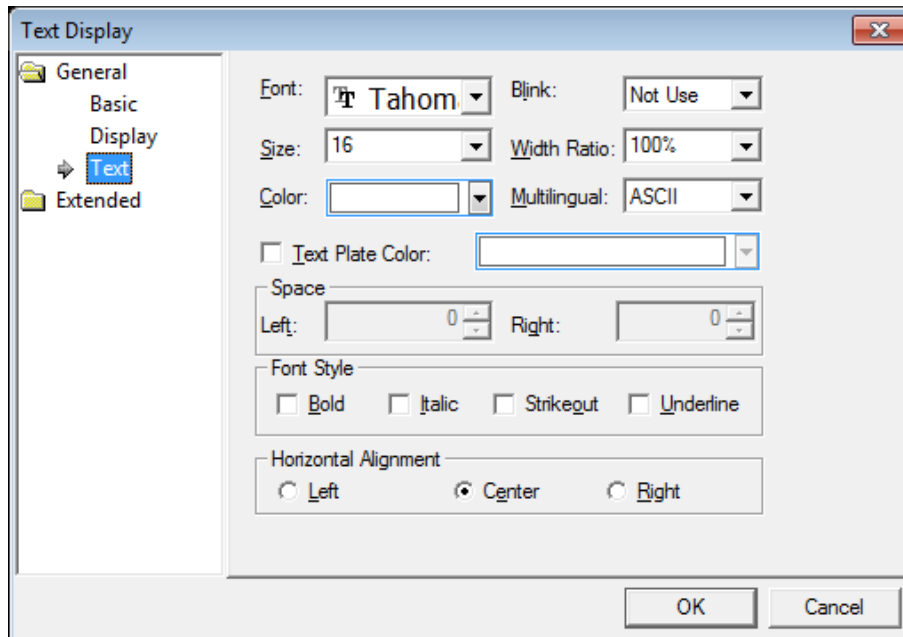 Text Display
General
Basic
Display
Text
Extended
Font: Tahom Blink: Not Use
Size: 16 Width Ratio: 100%
Color: Multilingual: ASCII
Text Plate Color:
Space
Left: 0 Right: 0
Font Style
Bold Italic Strikeout Underline
Horizontal Alignment
Left Center Right
OK Cancel